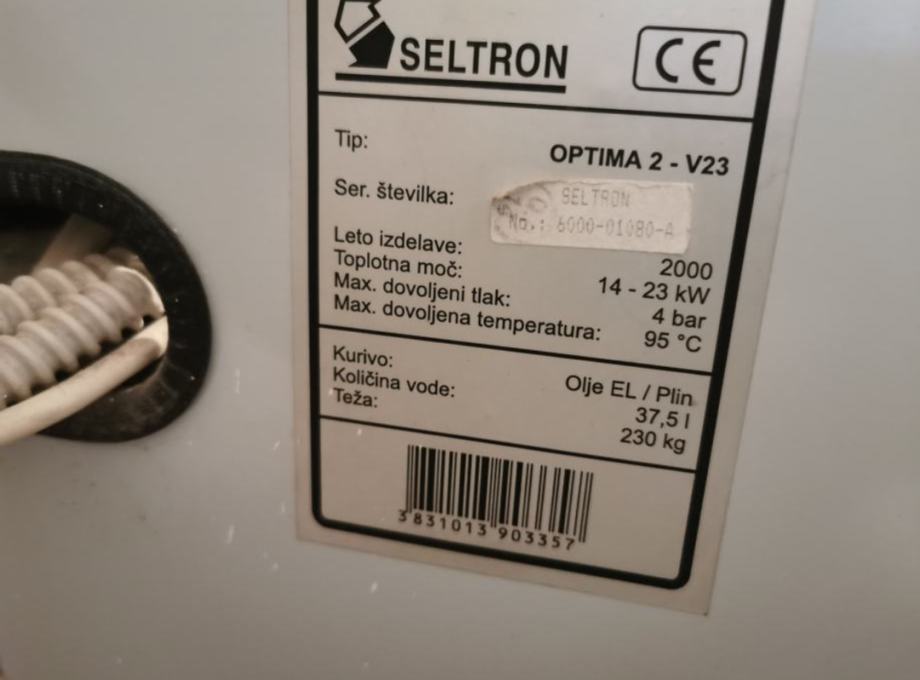 SELTRON
CE
Tip: OPTIMA 2 - V23
Ser. številka: SELTRON
No.: 6000-01080-A
Leto izdelave: 2000
Toplotna moč: 14 - 23 kW
Max. dovoljeni tlak: 4 bar
Max. dovoljena temperatura: 95 °C
Kurivo: Olje EL / Plin
Količina vode: 37,5 l
Teža: 230 kg
3831013903357